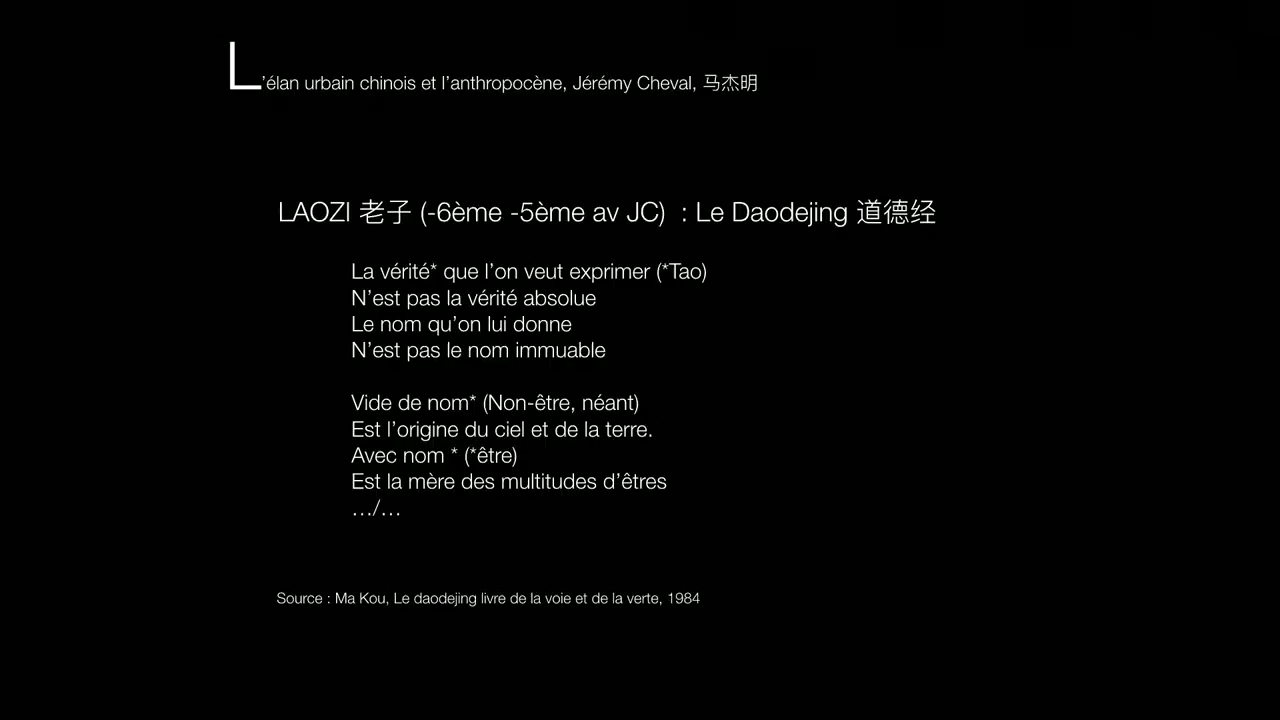 L’élan urbain chinois et l’anthropocène, Jérémy Cheval, 马杰明
LAOZI 老子 (-6ème -5ème av JC)  : Le Daodejing 道德经
La vérité* que l’on veut exprimer (*Tao)
N’est pas la vérité absolue
Le nom qu’on lui donne
N’est pas le nom immuable
Vide de nom* (Non-être, néant)
Est l’origine du ciel et de la terre.
Avec nom * (*être)
Est la mère des multitudes d’êtres
…/…
Source : Ma Kou, Le daodejing livre de la voie et de la verte, 1984